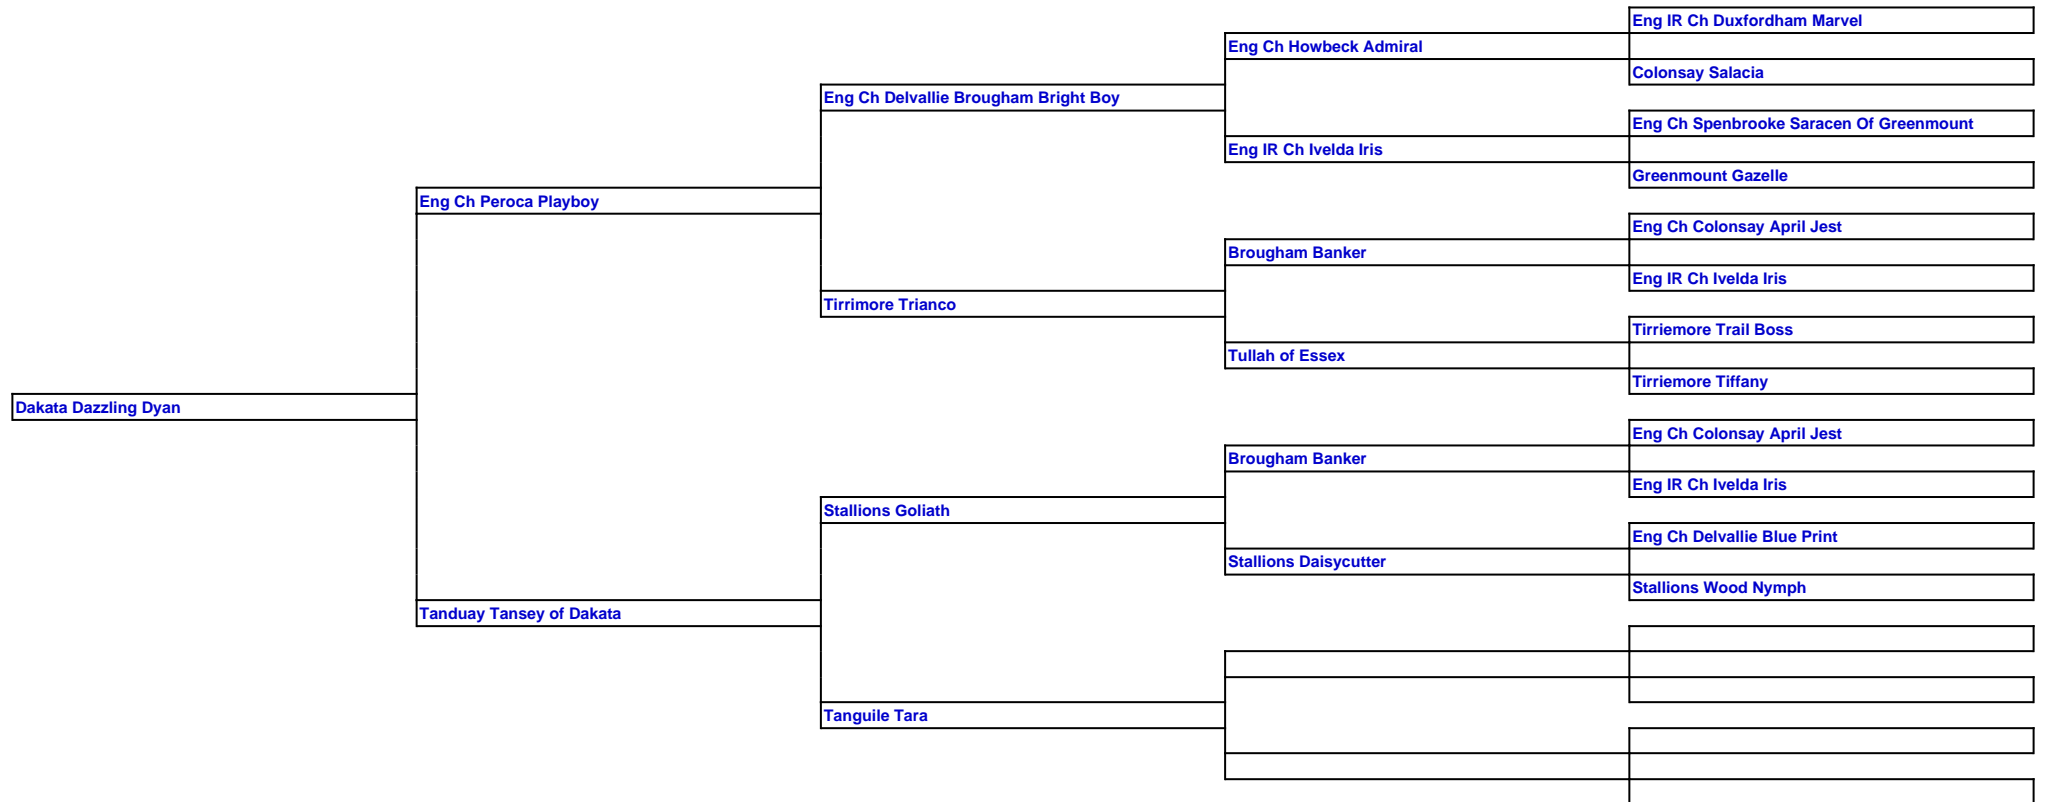 Eng IR Ch Duxfordham Marvel
Eng Ch Howbeck Admiral
Colonsay Salacia
Eng Ch Delvallie Brougham Bright Boy
Eng Ch Spenbrooke Saracen Of Greenmount
Eng IR Ch Ivelda Iris
Greenmount Gazelle
Eng Ch Peroca Playboy
Eng Ch Colonsay April Jest
Brougham Banker
Eng IR Ch Ivelda Iris
Tirrimore Trianco
Tirriemore Trail Boss
Tullah of Essex
Tirriemore Tiffany
Dakata Dazzling Dyan
Eng Ch Colonsay April Jest
Brougham Banker
Eng IR Ch Ivelda Iris
Stallions Goliath
Eng Ch Delvallie Blue Print
Stallions Daisycutter
Stallions Wood Nymph
Tanduay Tansey of Dakata
Tanguile Tara